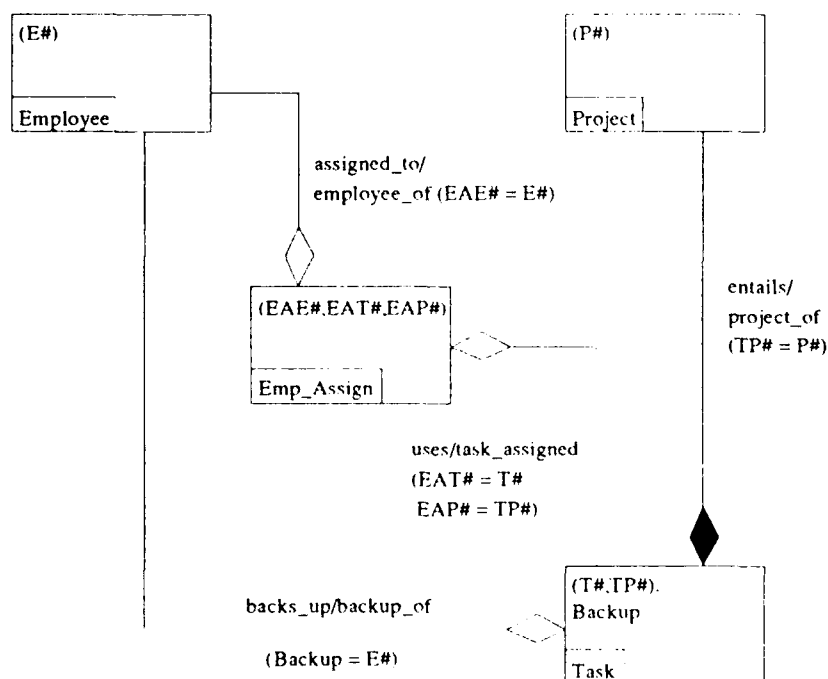 (E#)
Employee
(P#)
Project
assigned_to/
employee_of (EAE# = E#)
(EAE#,EAT#,EAP#)
Emp_Assign
entails/
project_of
(TP# = P#)
uses/task_assigned
(EAT# = T#
EAP# = TP#)
(T#,TP#).
Backup
Task
backs_up/backup_of
(Backup = E#)